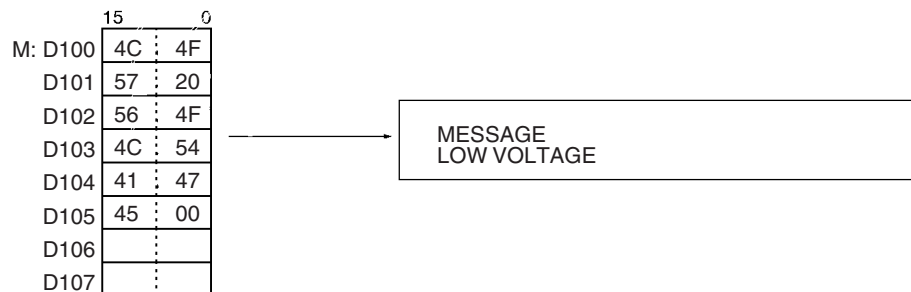 15 0
M: D100 4C 4F
D101 57 20
D102 56 4F
D103 4C 54
D104 41 47
D105 45 00
D106
D107
MESSAGE
LOW VOLTAGE